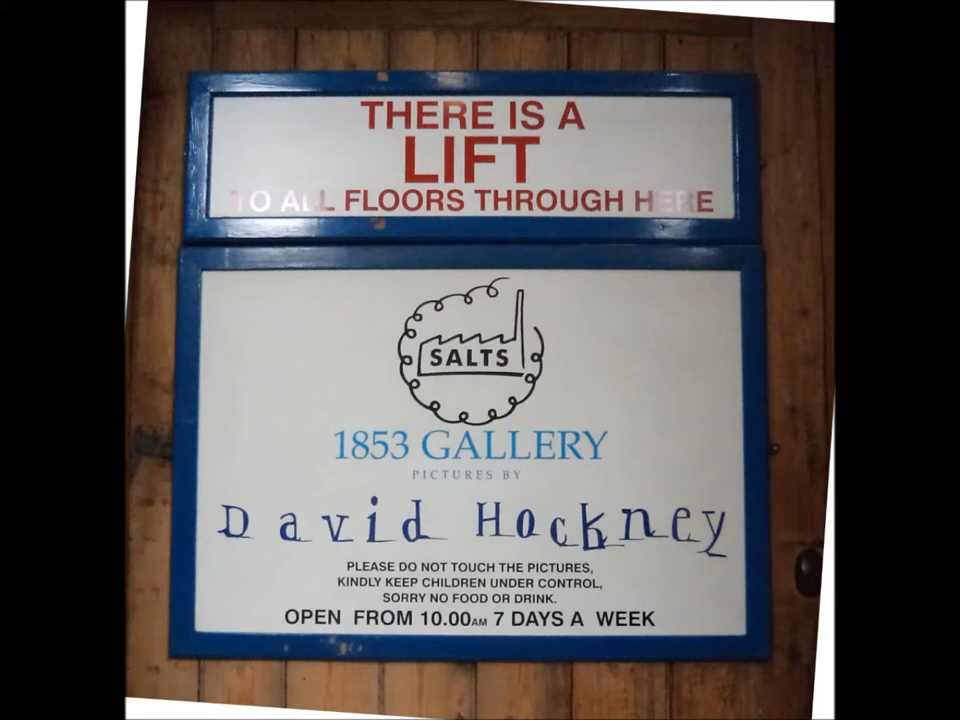 THERE IS A
LIFT
TO ALL FLOORS THROUGH HERE
SALTS
1853 GALLERY
PICTURES BY
David Hockney
PLEASE DO NOT TOUCH THE PICTURES,
KINDLY KEEP CHILDREN UNDER CONTROL,
SORRY NO FOOD OR DRINK.
OPEN FROM 10.00AM 7 DAYS A WEEK